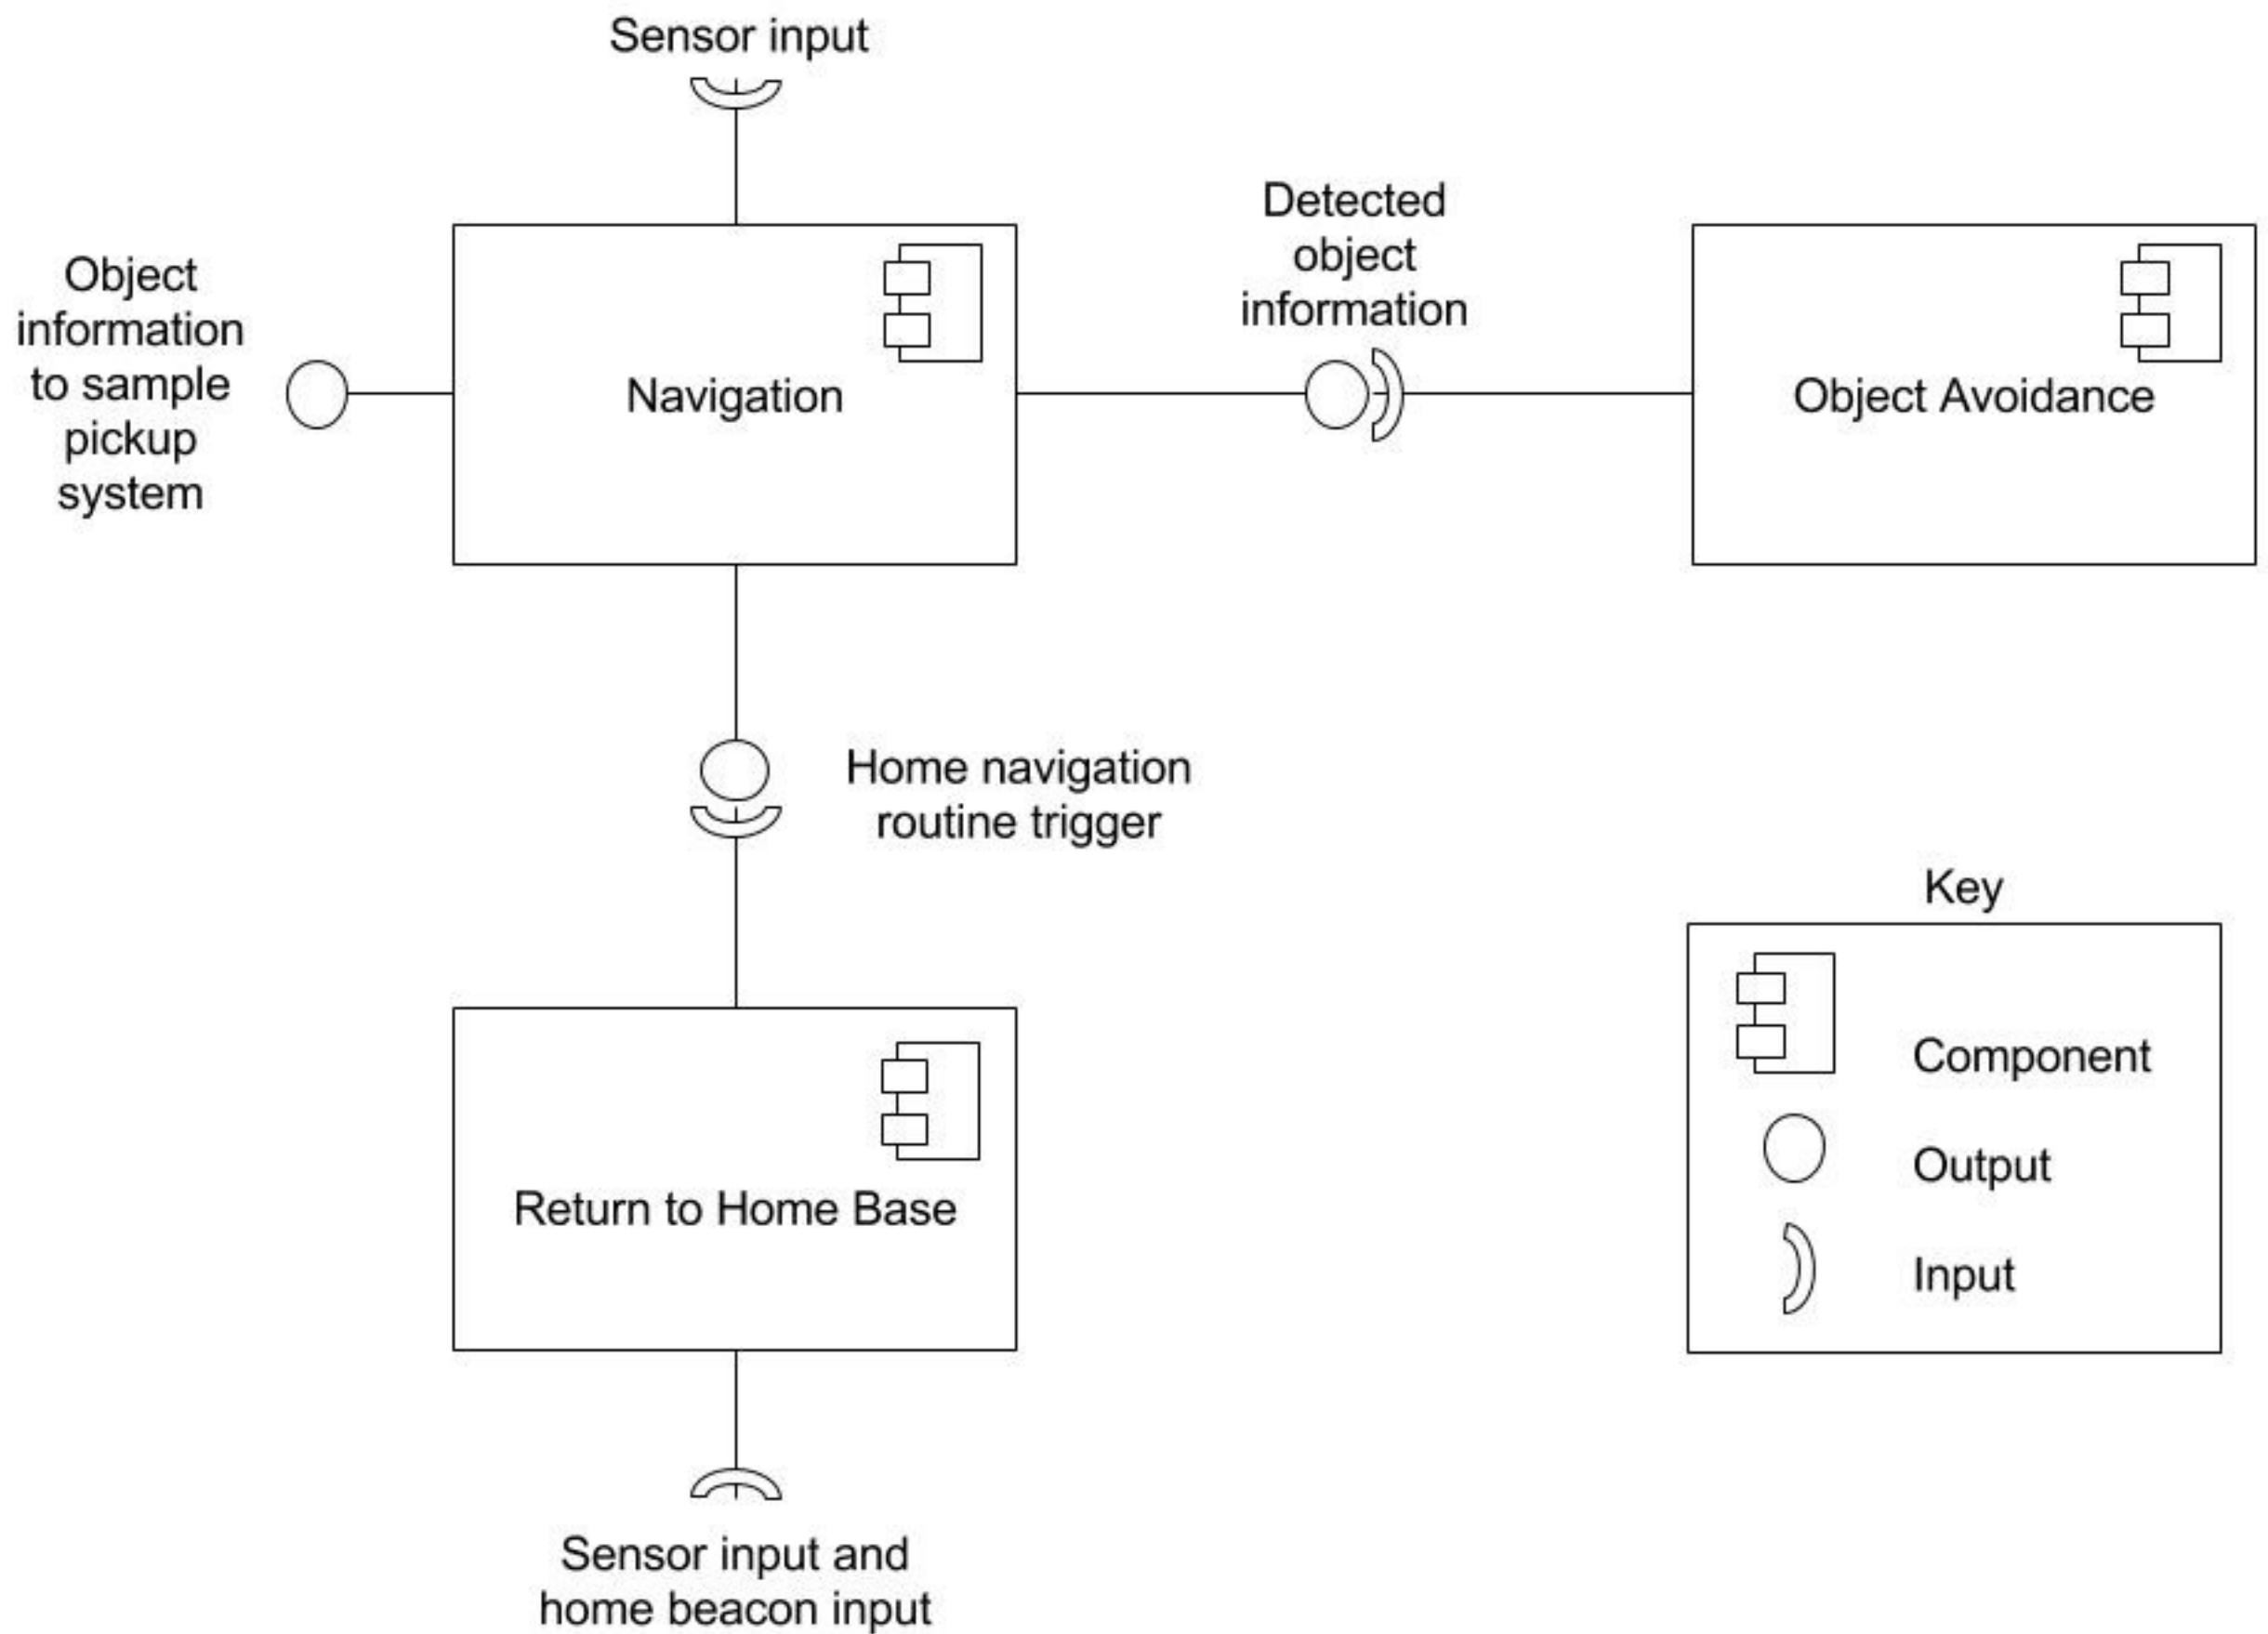 Sensor input
Object
information
to sample
pickup
system
Navigation
Detected
object
information
Object Avoidance
Home navigation
routine trigger
Return to Home Base
Sensor input and
home beacon input
Key
Component
Output
Input